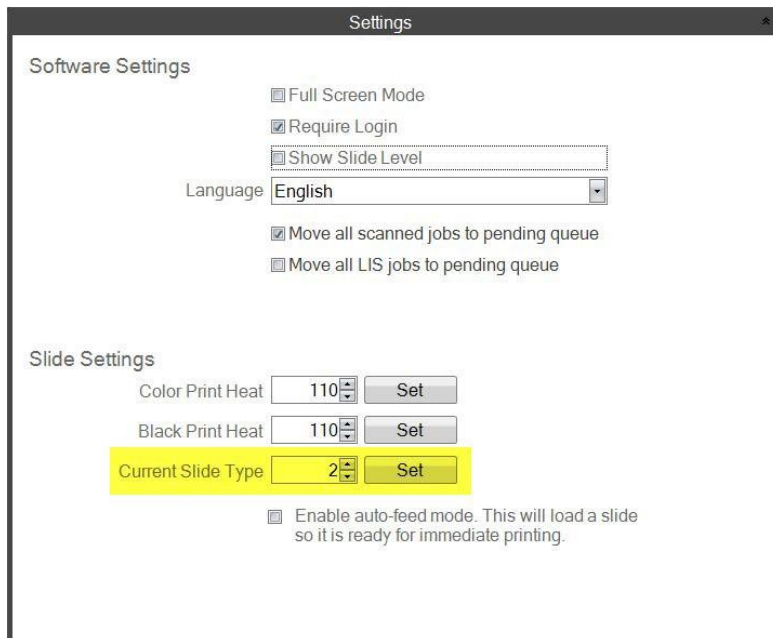 Settings
Software Settings
Full Screen Mode
Require Login
Show Slide Level
Language English
Move all scanned jobs to pending queue
Move all LIS jobs to pending queue
Slide Settings
Color Print Heat 110 Set
Black Print Heat 110 Set
Current Slide Type 2 Set
Enable auto-feed mode. This will load a slide
so it is ready for immediate printing.